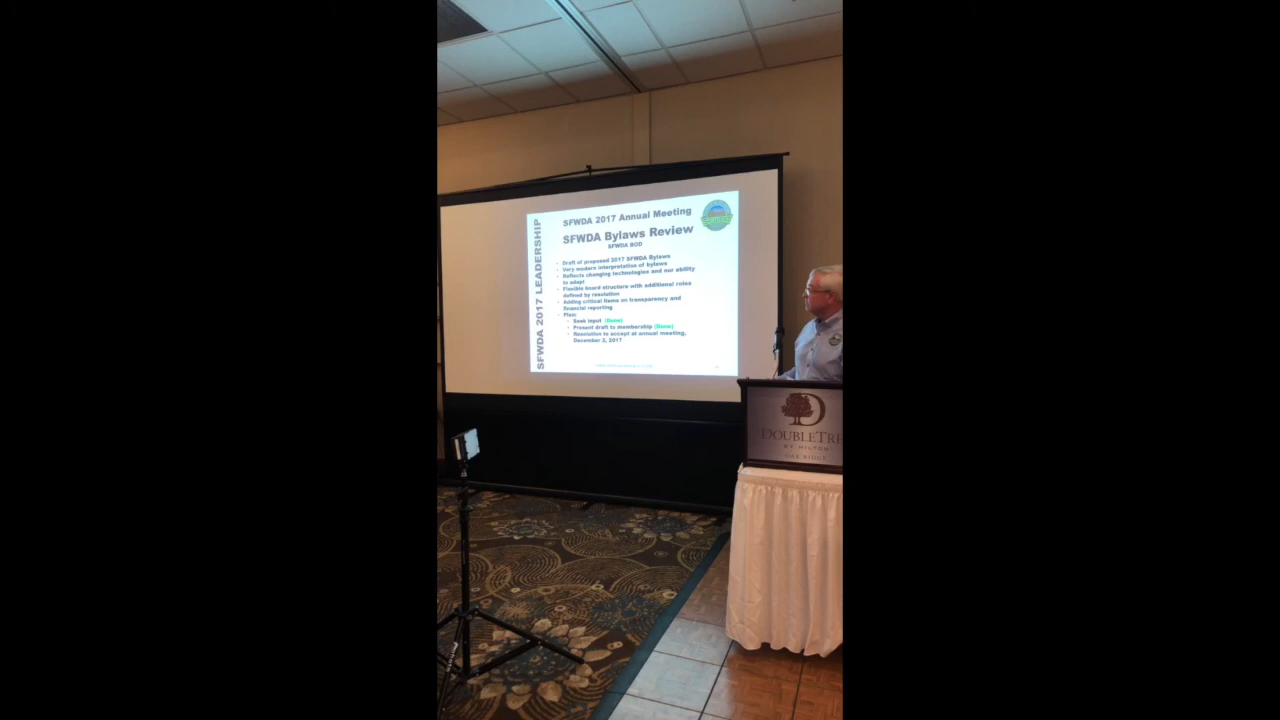 SFWDA 2017 LEADERSHIP
SFWDA 2017 Annual Meeting
SFWDA Bylaws Review
SFWDA BOD
• Draft of proposed 2017 SFWDA Bylaws
• Very modern interpretation of bylaws
• Reflects changing technologies and our ability
to adapt
• Flexible board structure with additional roles
defined by resolution
• Adding critical items on transparency and
financial reporting
• Plan:
• Seek input (Done)
• Present draft to membership (Done)
• Resolution to accept at annual meeting,
December 2, 2017
D
DOUBLETRE
BY HILTON
OAK RIDGE